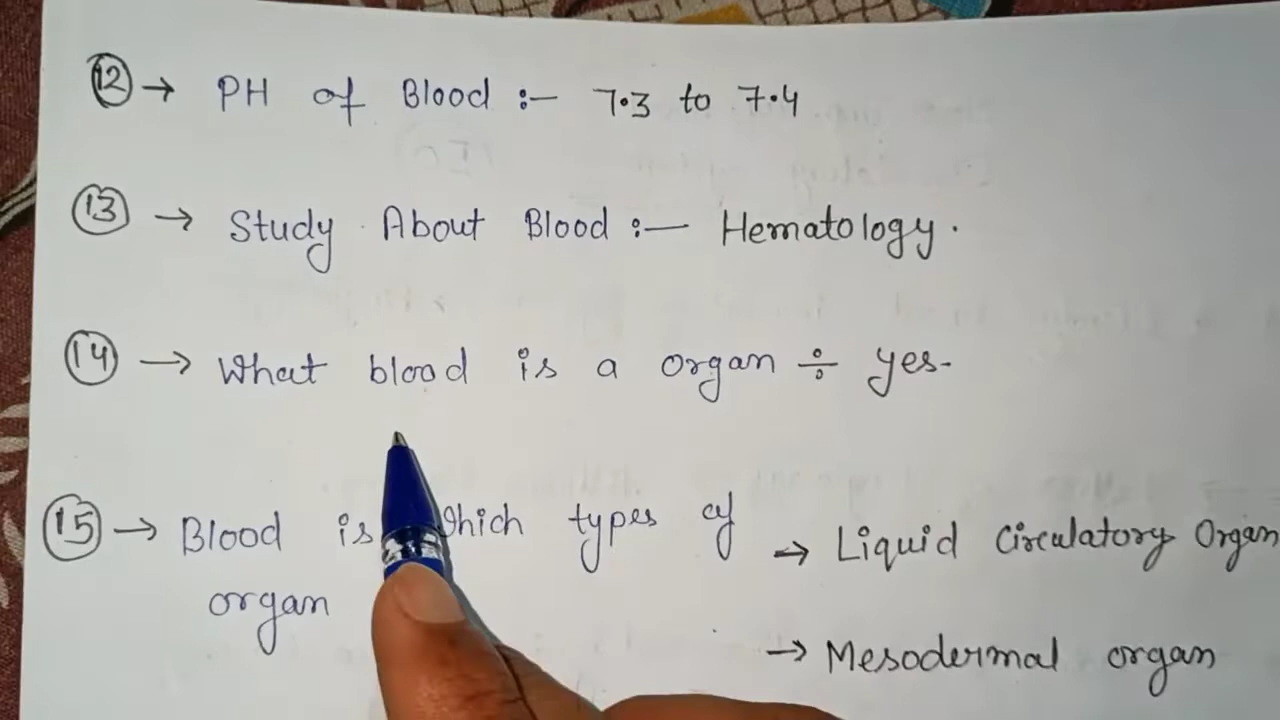 12 → PH of Blood :- 7.3 to 7.4
13 → Study About Blood :- Hematology.
14 → What blood is a organ ÷ yes-
15 → Blood is which types of
organ
→ Liquid Circulatory Organ
→ Mesodermal organ